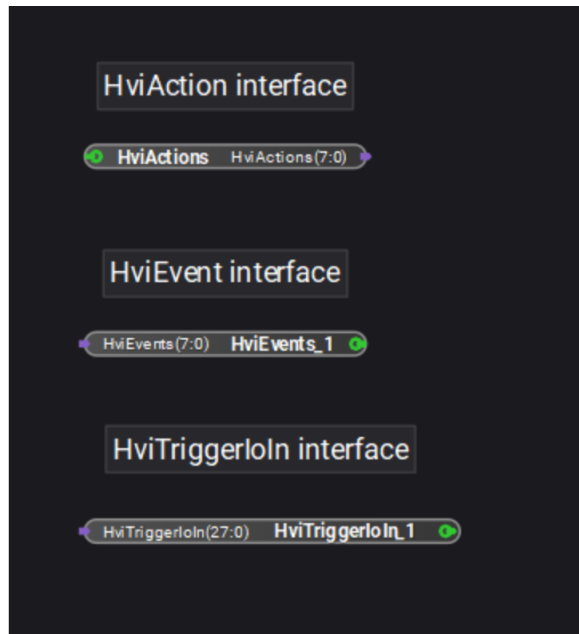 HviAction interface
HviActions HviActions(7:0)
HviEvent interface
HviEvents(7:0) HviEvents_1
HviTriggerIoIn interface
HviTriggerIoIn(27:0) HviTriggerIoIn_1